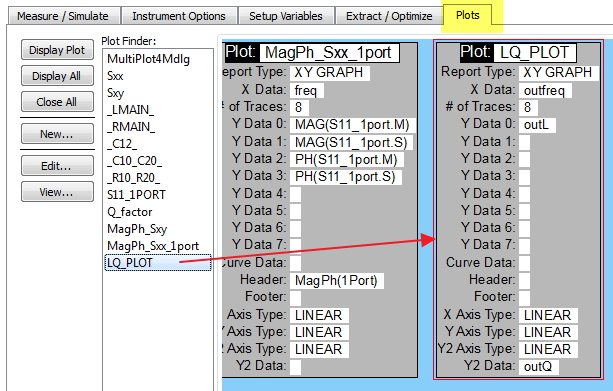 Measure / Simulate Instrument Options Setup Variables Extract / Optimize Plots
Display Plot
Display All
Close All
New...
Edit...
View...
Plot Finder:
MultiPlot4Mdlg
Sxx
Sxy
_LMAIN_
_RMAIN_
_C12_
_C10_C20_
_R10_R20_
S11_1PORT
Q_factor
MagPh_Sxy
MagPh_Sxx_1port
LQ_PLOT
Plot: MagPh_Sxx_1port
Report Type: XY GRAPH
X Data: freq
# of Traces: 8
Y Data 0: MAG(S11_1port.M)
Y Data 1: MAG(S11_1port.S)
Y Data 2: PH(S11_1port.M)
Y Data 3: PH(S11_1port.S)
Y Data 4:
Y Data 5:
Y Data 6:
Y Data 7:
Curve Data:
Header: MagPh(1Port)
Footer:
Axis Type: LINEAR
Y Axis Type: LINEAR
Y2 Axis Type: LINEAR
Y2 Data:
Plot: LQ_PLOT
Report Type: XY GRAPH
X Data: outfreq
# of Traces: 8
Y Data 0: outL
Y Data 1:
Y Data 2:
Y Data 3:
Y Data 4:
Y Data 5:
Y Data 6:
Y Data 7:
Curve Data:
Header:
Footer:
X Axis Type: LINEAR
Y Axis Type: LINEAR
Y2 Axis Type: LINEAR
Y2 Data: outQ